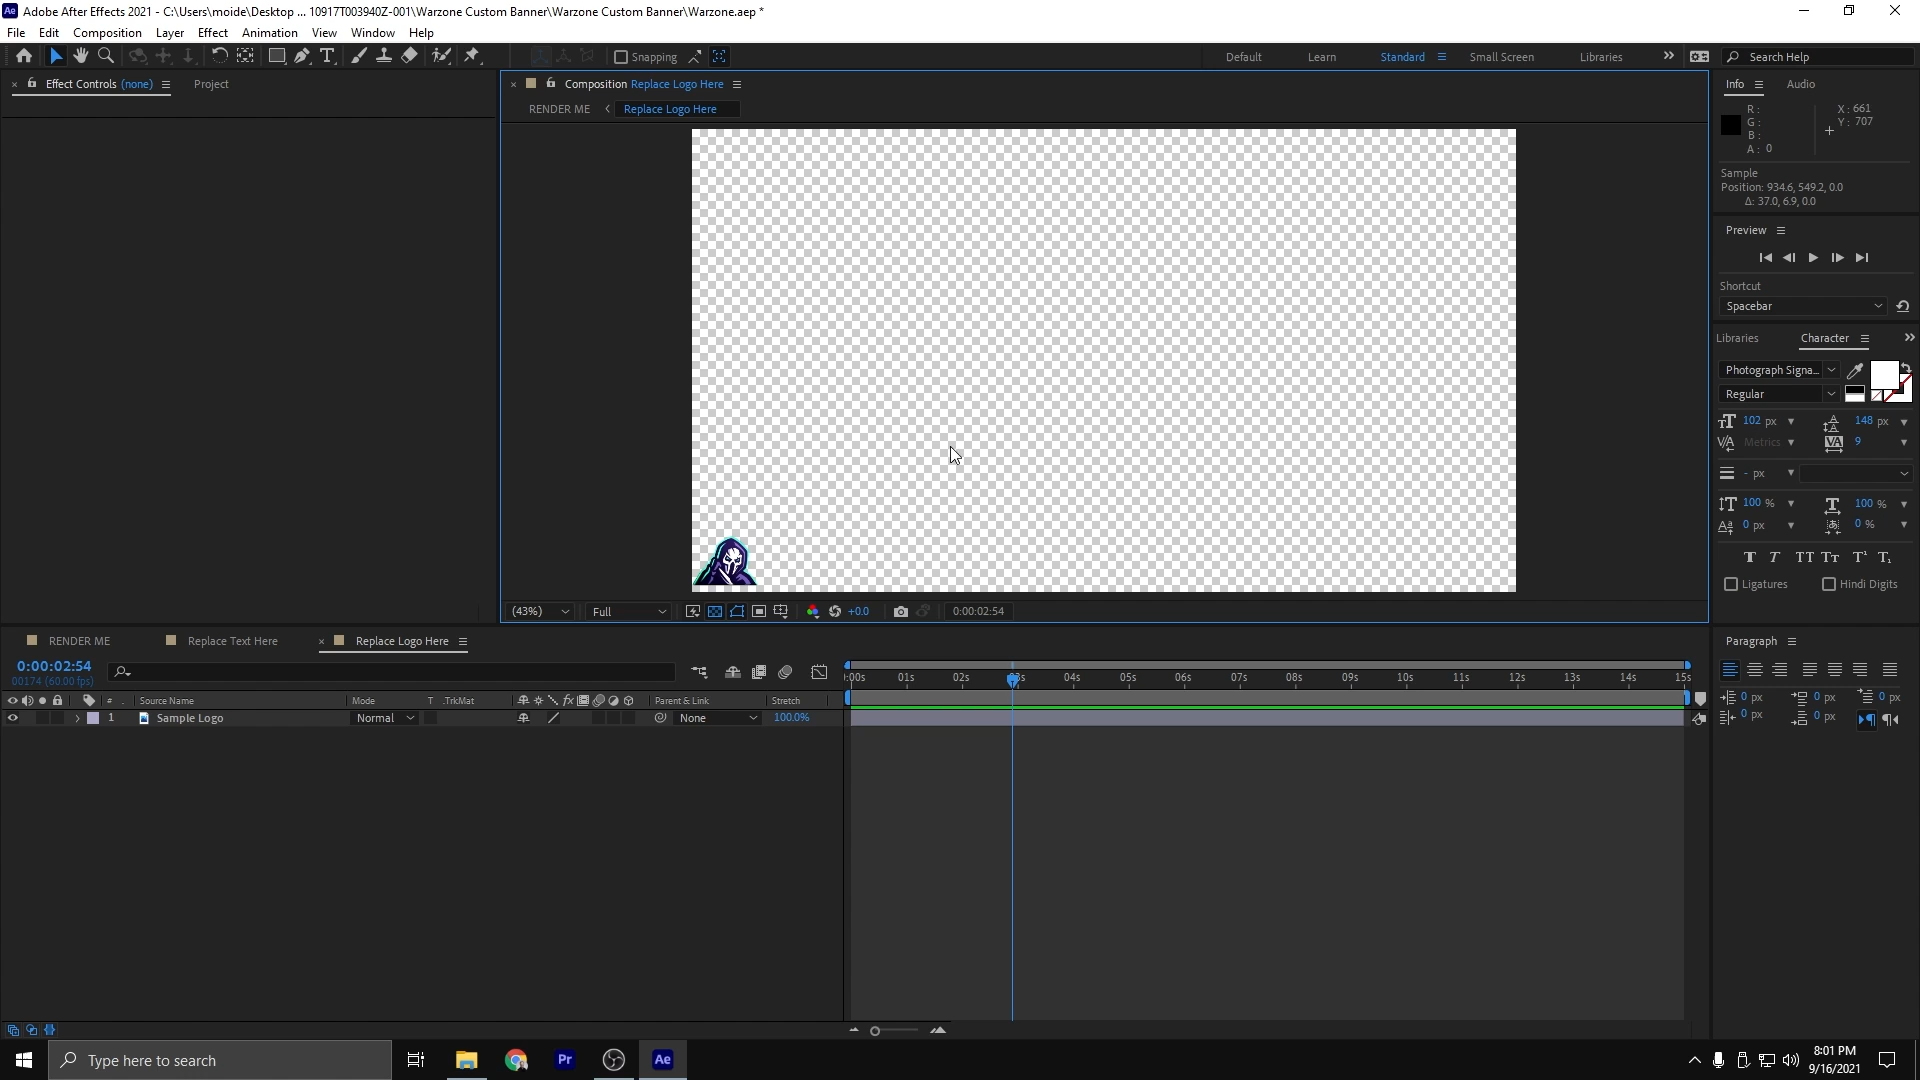 Adobe After Effects 2021 - C:\Users\moide\Desktop ... 10917T003940Z-001\Warzone Custom Banner\Warzone Custom Banner\Warzone.aep *
File Edit Composition Layer Effect Animation View Window Help
Snapping
Default Learn Standard Small Screen Libraries
Search Help
Effect Controls (none) Project
Composition Replace Logo Here
RENDER ME Replace Logo Here
(43%) Full +0.0 0:00:02:54
Info Audio
R :
G :
B :
A : 0
X : 661
Y : 707
Sample
Position: 934.6, 549.2, 0.0
Δ: 37.0, 6.9, 0.0
Preview
Shortcut
Spacebar
Libraries Character
Photograph Signa...
Regular
102 px 148 px
Metrics 9
- px
100 % 100 %
0 px 0 %
Ligatures Hindi Digits
Paragraph
0 px 0 px 0 px
0 px 0 px
RENDER ME Replace Text Here Replace Logo Here
0:00:02:54
00174 (60.00 fps)
# . Source Name Mode T .TrkMat Parent & Link Stretch
1 Sample Logo Normal None 100.0%
:00s 01s 02s 03s 04s 05s 06s 07s 08s 09s 10s 11s 12s 13s 14s 15s
Type here to search
Pr Ae
8:01 PM
9/16/2021